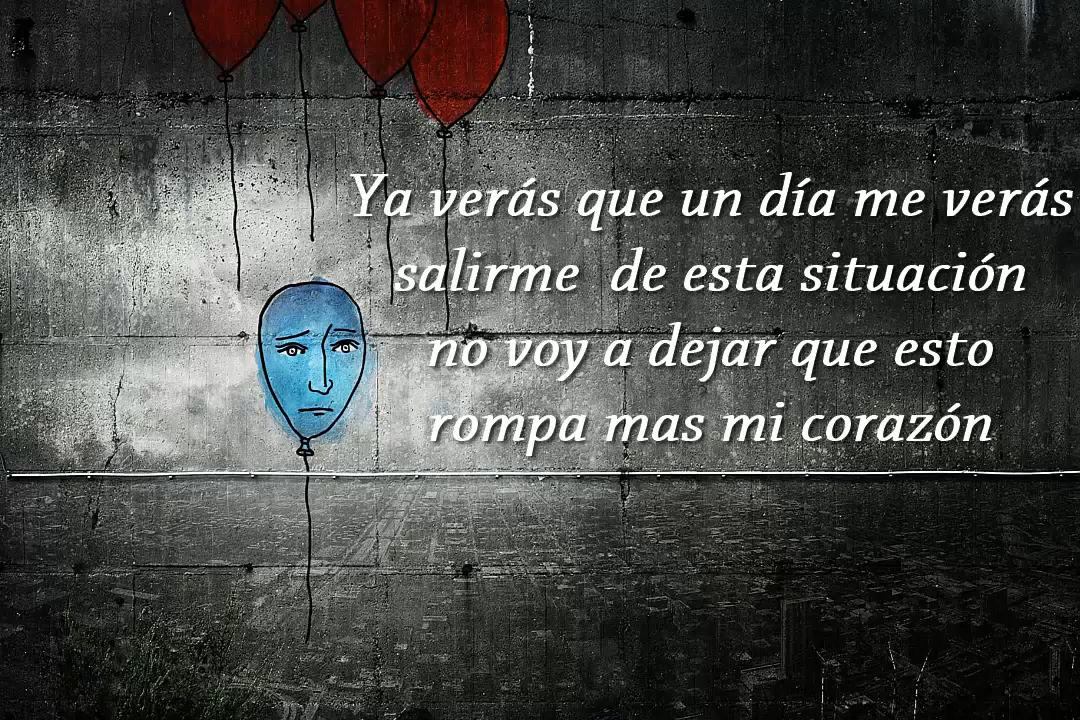 Ya verás que un día me verás
salirme de esta situación
no voy a dejar que esto
rompa mas mi corazón